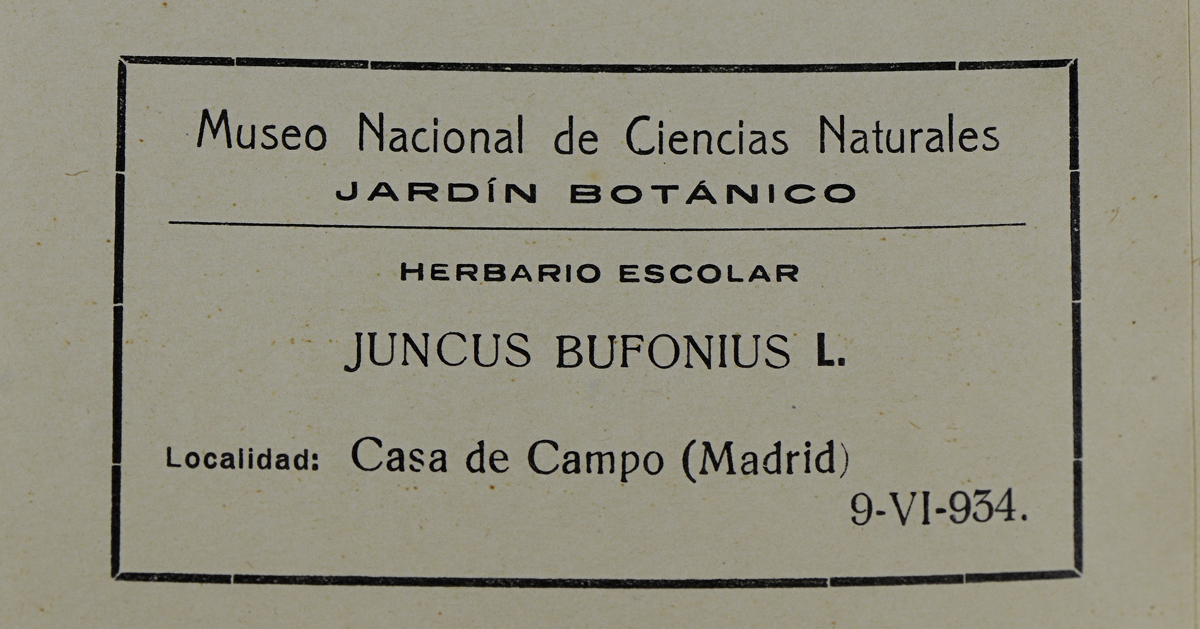 Museo Nacional de Ciencias Naturales
JARDÍN BOTÁNICO
HERBARIO ESCOLAR
JUNCUS BUFONIUS L.
Localidad: Casa de Campo (Madrid)
9-VI-934.